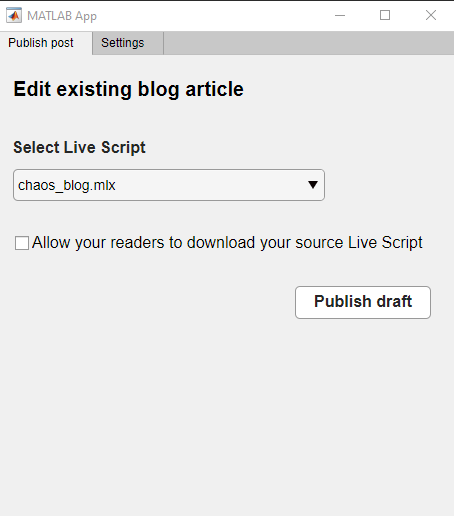 MATLAB App
Publish post Settings
Edit existing blog article
Select Live Script
chaos_blog.mlx
Allow your readers to download your source Live Script
Publish draft